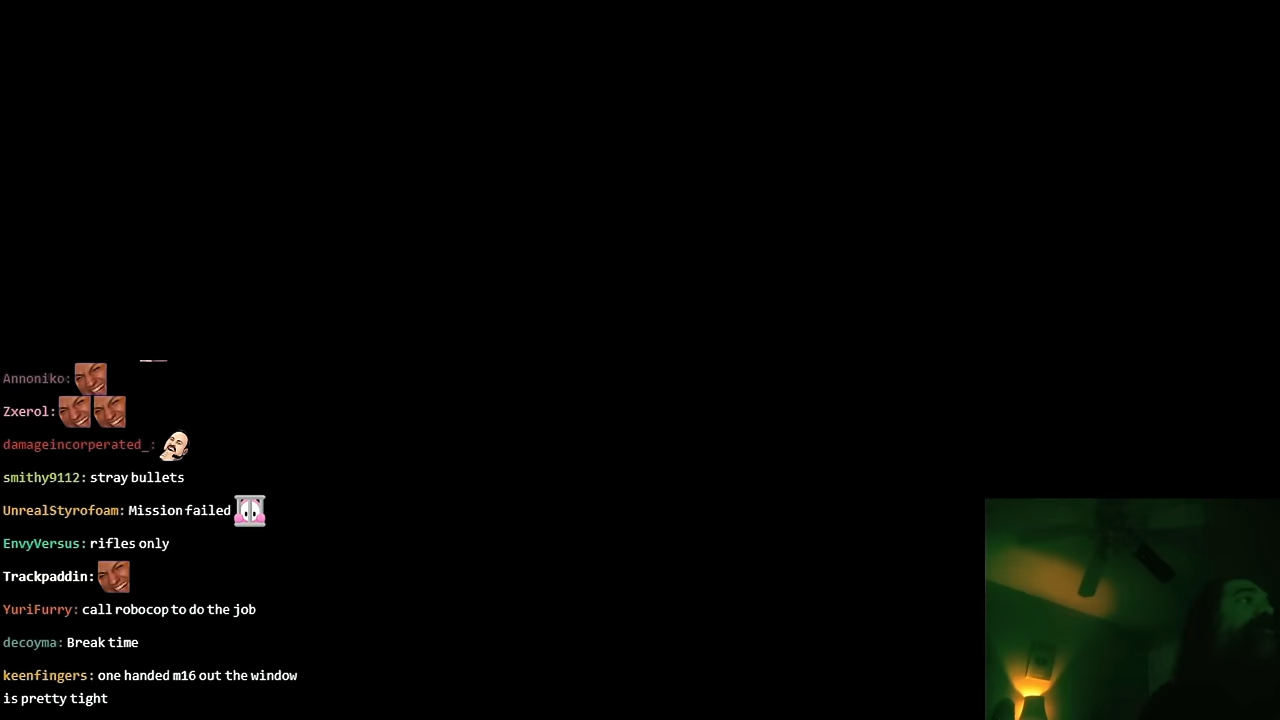 Annoniko:
Zxerol:
damageincorperated_:
smithy9112: stray bullets
UnrealStyrofoam: Mission failed
EnvyVersus: rifles only
Trackpaddin:
YuriFurry: call robocop to do the job
decoyma: Break time
keenfingers: one handed m16 out the window
is pretty tight